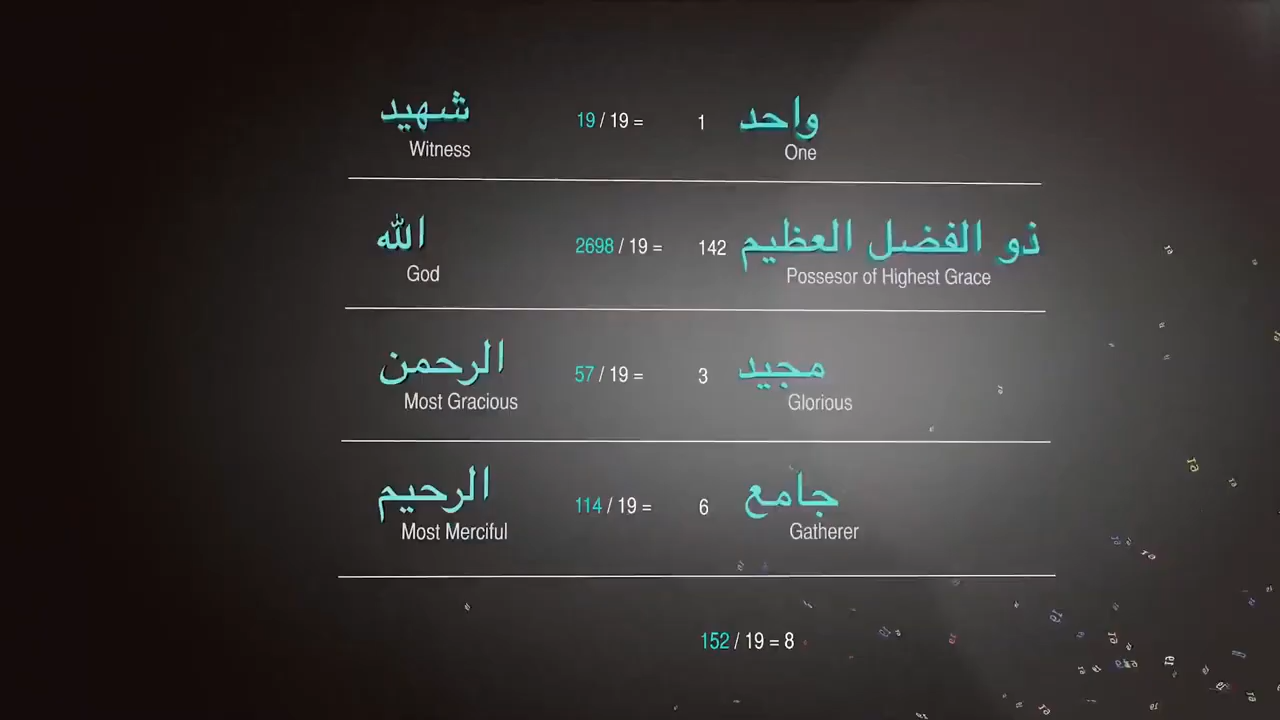 شهيد 19 / 19 = 1 واحد
Witness One
الله 2698 / 19 = 142 ذو الفضل العظيم
God Possesor of Highest Grace
الرحمن 57 / 19 = 3 مجيد
Most Gracious Glorious
الرحيم 114 / 19 = 6 جامع
Most Merciful Gatherer
152 / 19 = 8